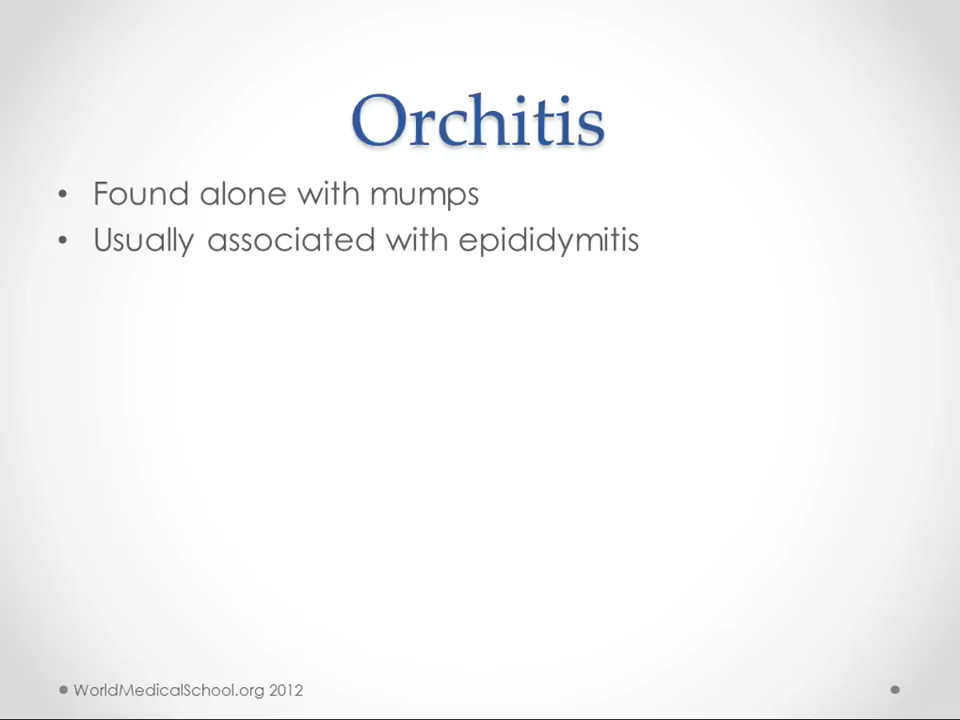 Orchitis
• Found alone with mumps
• Usually associated with epididymitis
WorldMedicalSchool.org 2012